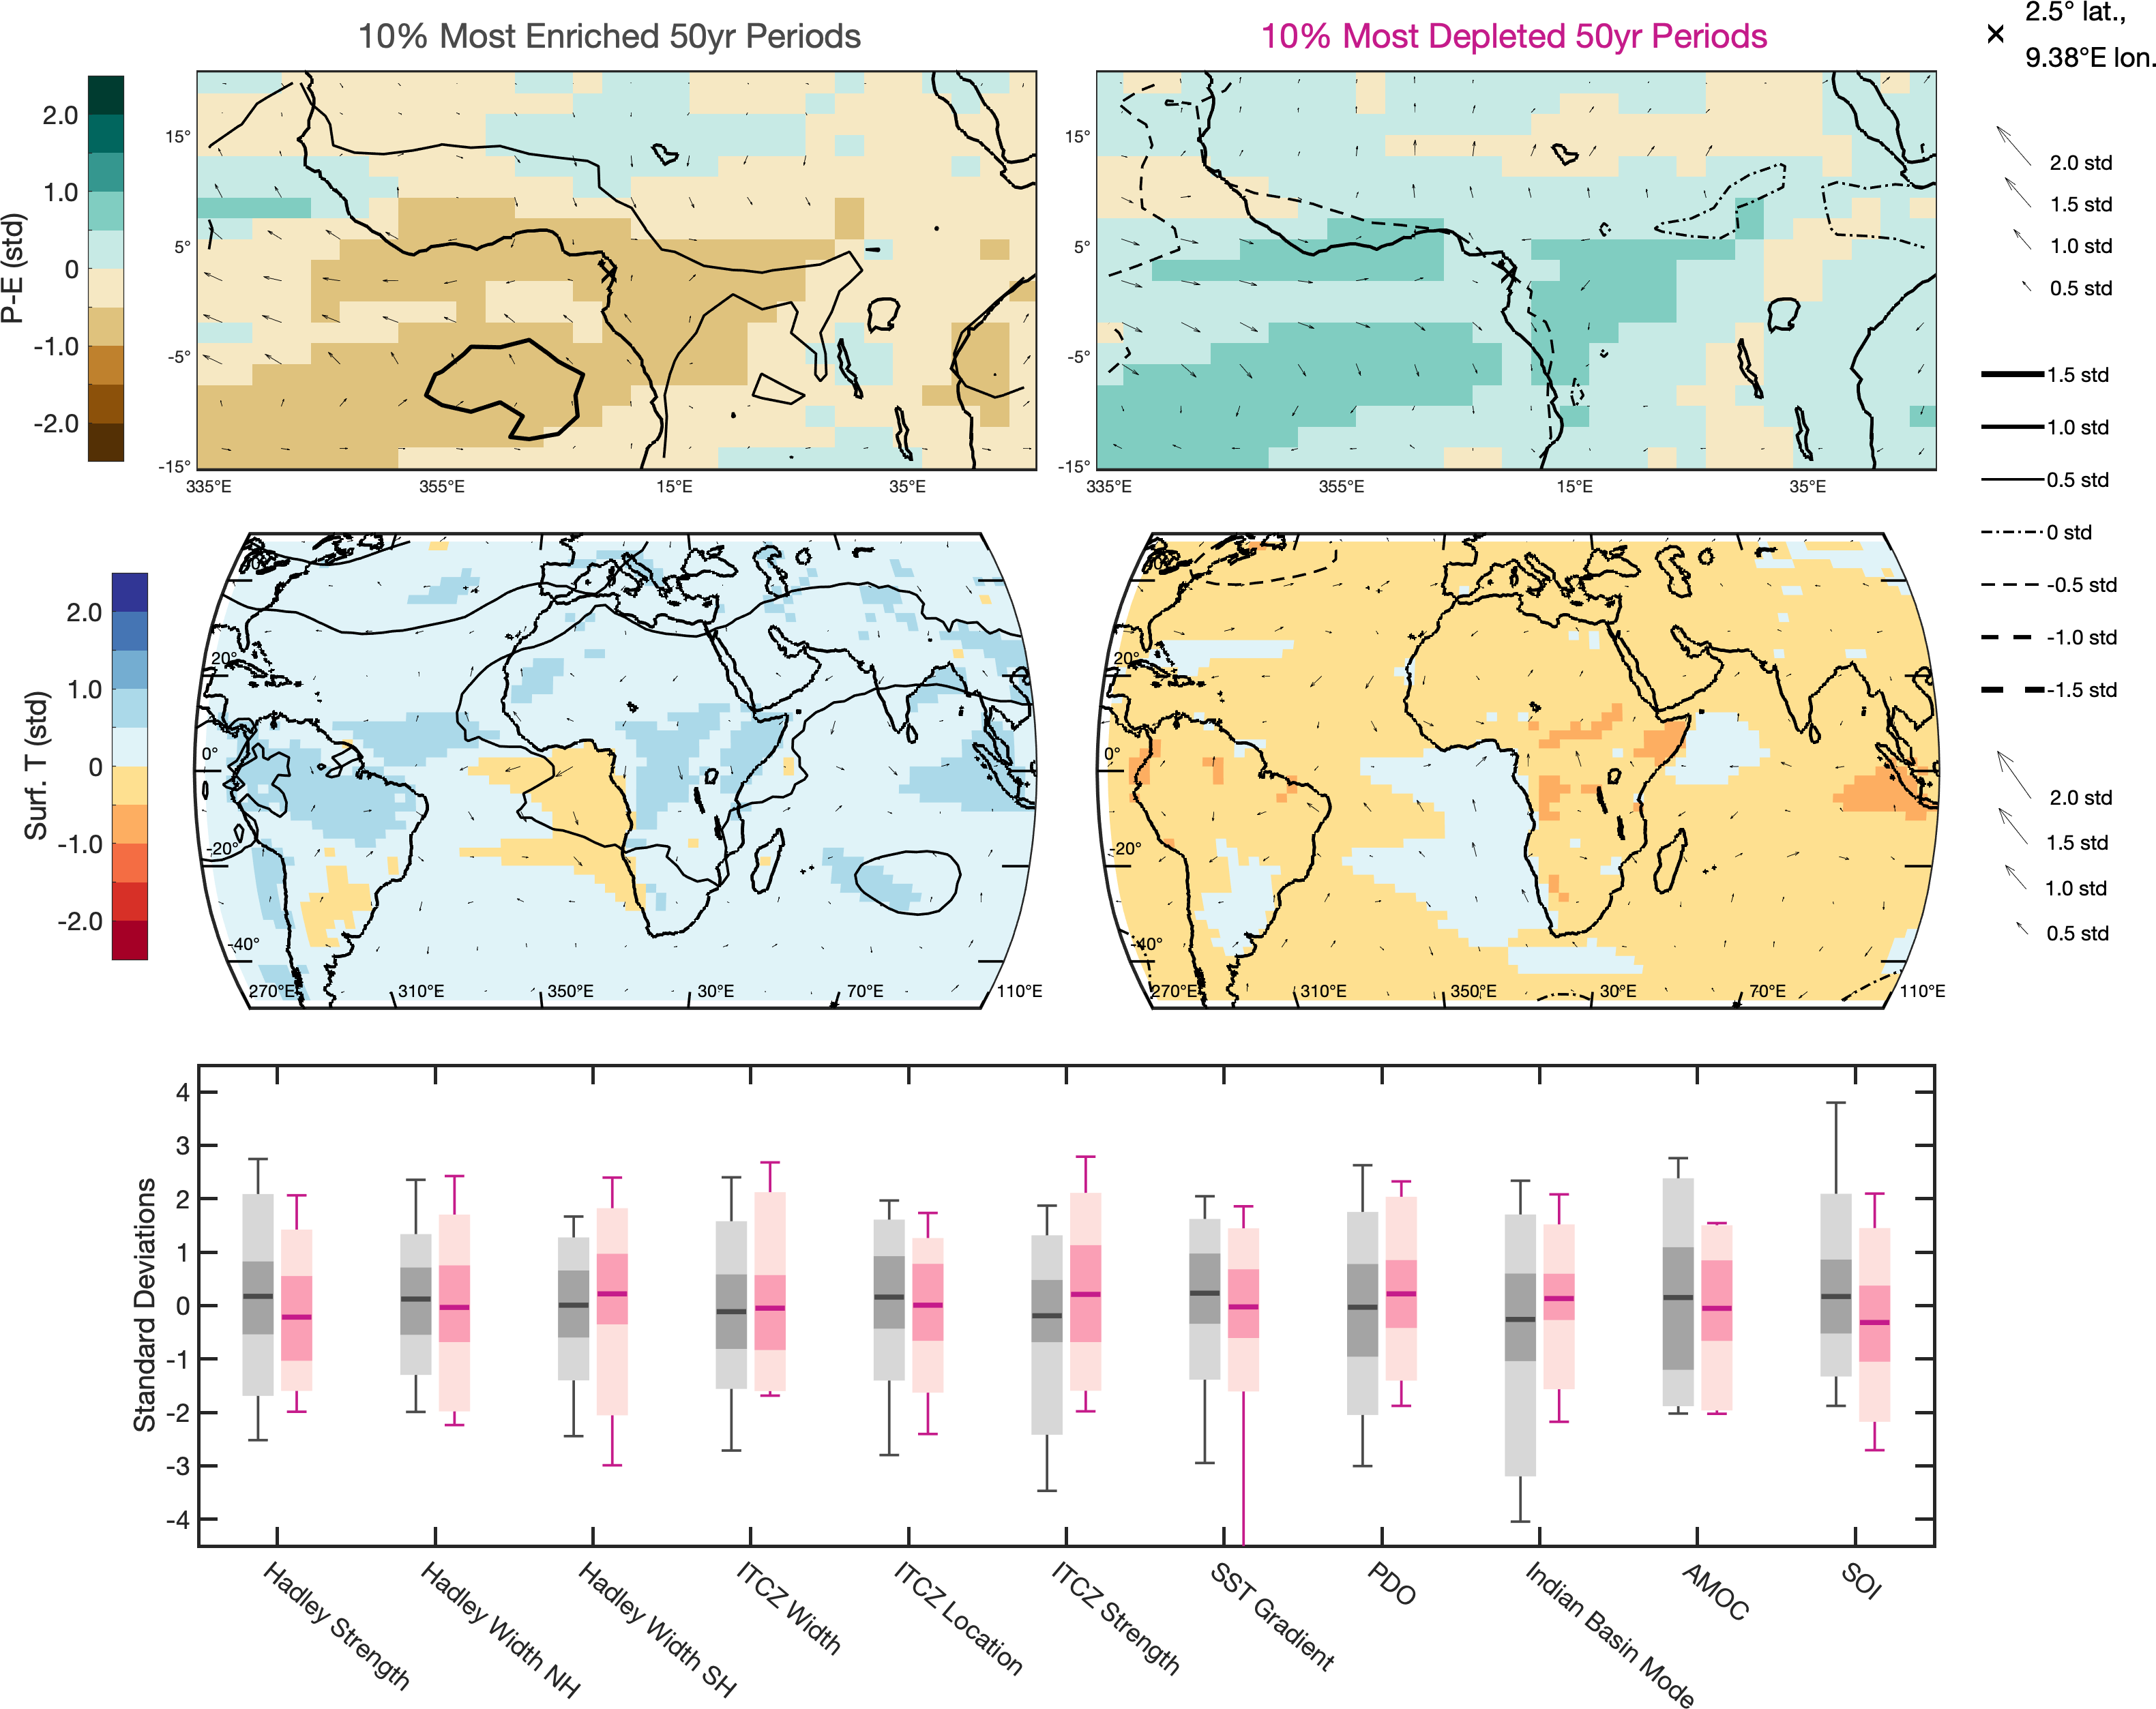 10% Most Enriched 50yr Periods
10% Most Depleted 50yr Periods
2.5° lat.,
9.38°E lon.
P-E (std)
2.0
1.0
0
-1.0
-2.0
15°
5°
-5°
-15°
335°E
355°E
15°E
35°E
15°
5°
-5°
-15°
335°E
355°E
15°E
35°E
2.0 std
1.5 std
1.0 std
0.5 std
1.5 std
1.0 std
0.5 std
0 std
-0.5 std
-1.0 std
-1.5 std
Surf. T (std)
2.0
1.0
0
-1.0
-2.0
20°
0°
-20°
-40°
270°E
310°E
350°E
30°E
70°E
110°E
20°
0°
-20°
-40°
270°E
310°E
350°E
30°E
70°E
110°E
2.0 std
1.5 std
1.0 std
0.5 std
Standard Deviations
4
3
2
1
0
-1
-2
-3
-4
Hadley Strength
Hadley Width NH
Hadley Width SH
ITCZ Width
ITCZ Location
ITCZ Strength
SST Gradient
PDO
Indian Basin Mode
AMOC
SOI